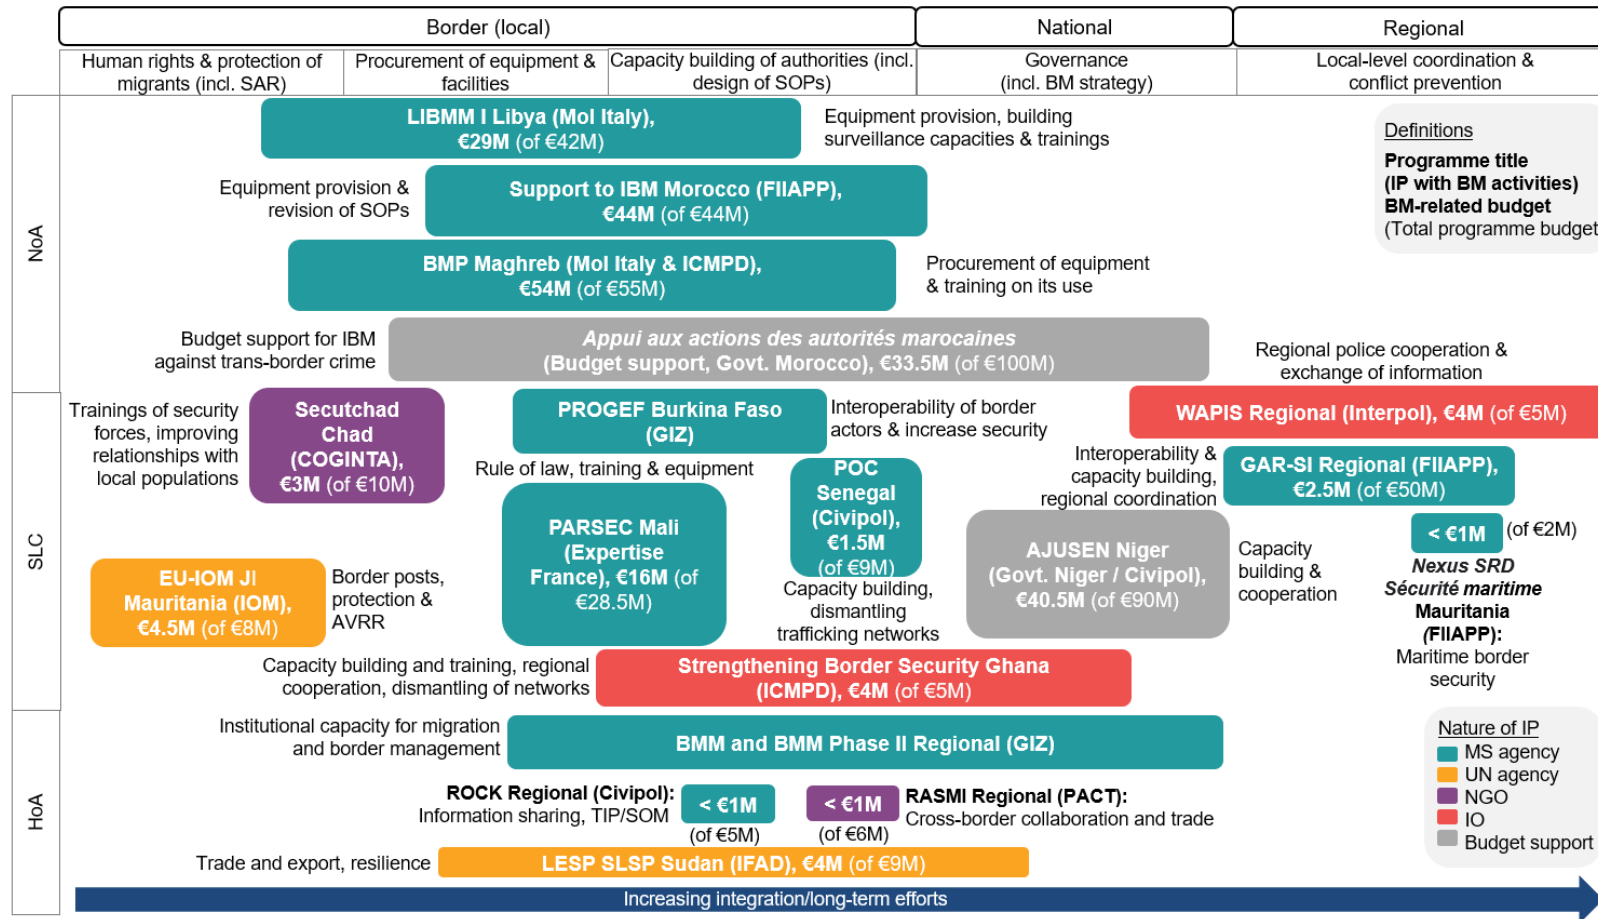 Border (local)
National
Regional
Human rights & protection of
migrants (incl. SAR)
Procurement of equipment &
facilities
Capacity building of authorities (incl.
design of SOPs)
Governance
(incl. BM strategy)
Local-level coordination &
conflict prevention
NoA
LIBMM I Libya (MoI Italy),
€29M (of €42M)
Equipment provision, building
surveillance capacities & trainings
Definitions
Programme title
(IP with BM activities)
BM-related budget
(Total programme budget
Equipment provision &
revision of SOPs
Support to IBM Morocco (FIIAPP),
€44M (of €44M)
BMP Maghreb (MoI Italy & ICMPD),
€54M (of €55M)
Procurement of equipment
& training on its use
Budget support for IBM
against trans-border crime
Appui aux actions des autorités marocaines
(Budget support, Govt. Morocco), €33.5M (of €100M)
Regional police cooperation &
exchange of information
SLC
Trainings of security
forces, improving
relationships with
local populations
Secutchad
Chad
(COGINTA),
€3M (of €10M)
PROGEF Burkina Faso
(GIZ)
Interoperability of border
actors & increase security
WAPIS Regional (Interpol), €4M (of €5M)
Rule of law, training & equipment
PARSEC Mali
(Expertise
France), €16M (of
€28.5M)
POC
Senegal
(Civipol),
€1.5M
(of €9M)
Capacity building,
dismantling
trafficking networks
Interoperability &
capacity building,
regional coordination
GAR-SI Regional (FIIAPP),
€2.5M (of €50M)
AJUSEN Niger
(Govt. Niger / Civipol),
€40.5M (of €90M)
Capacity
building &
cooperation
< €1M
(of €2M)
Nexus SRD
Sécurité maritime
Mauritania
(FIIAPP):
Maritime border
security
EU-IOM JI
Mauritania (IOM),
€4.5M (of €8M)
Border posts,
protection &
AVRR
Capacity building and training, regional
cooperation, dismantling of networks
Strengthening Border Security Ghana
(ICMPD), €4M (of €5M)
HoA
Institutional capacity for migration
and border management
BMM and BMM Phase II Regional (GIZ)
Nature of IP
MS agency
UN agency
NGO
IO
Budget support
ROCK Regional (Civipol):
Information sharing, TIP/SOM
< €1M
(of €5M)
< €1M
(of €6M)
RASMI Regional (PACT):
Cross-border collaboration and trade
Trade and export, resilience
LESP SLSP Sudan (IFAD), €4M (of €9M)
Increasing integration/long-term efforts